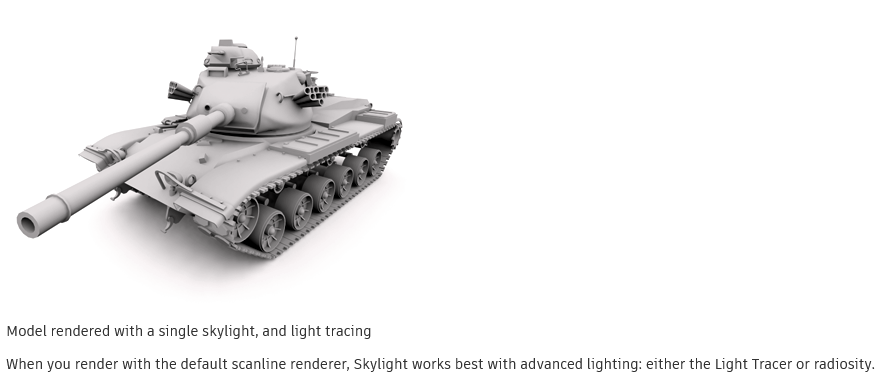 Model rendered with a single skylight, and light tracing
When you render with the default scanline renderer, Skylight works best with advanced lighting: either the Light Tracer or radiosity.